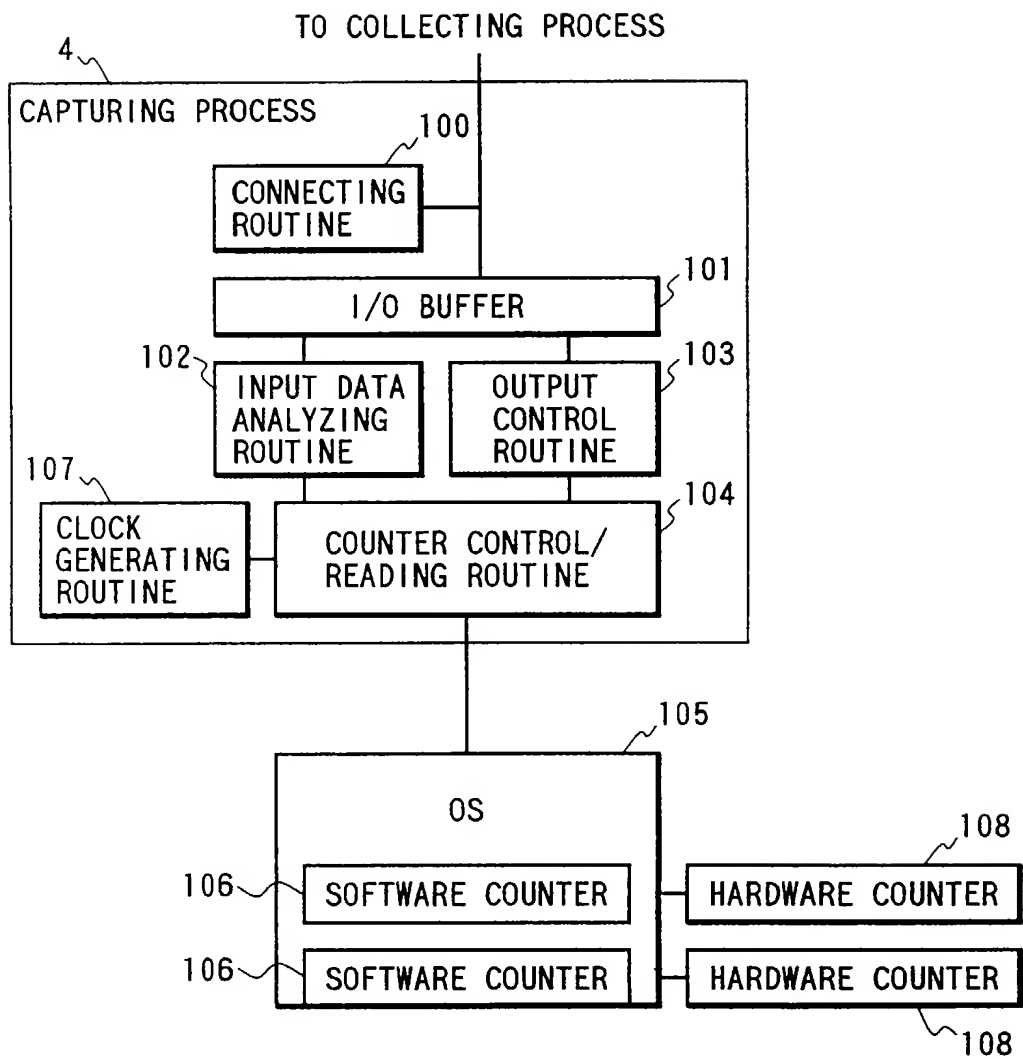 TO COLLECTING PROCESS
4
CAPTURING PROCESS
100
CONNECTING
ROUTINE
101
I/O BUFFER
102
INPUT DATA
ANALYZING
ROUTINE
103
OUTPUT
CONTROL
ROUTINE
107
CLOCK
GENERATING
ROUTINE
104
COUNTER CONTROL/
READING ROUTINE
105
OS
106
SOFTWARE COUNTER
108
HARDWARE COUNTER
106
SOFTWARE COUNTER
HARDWARE COUNTER
108